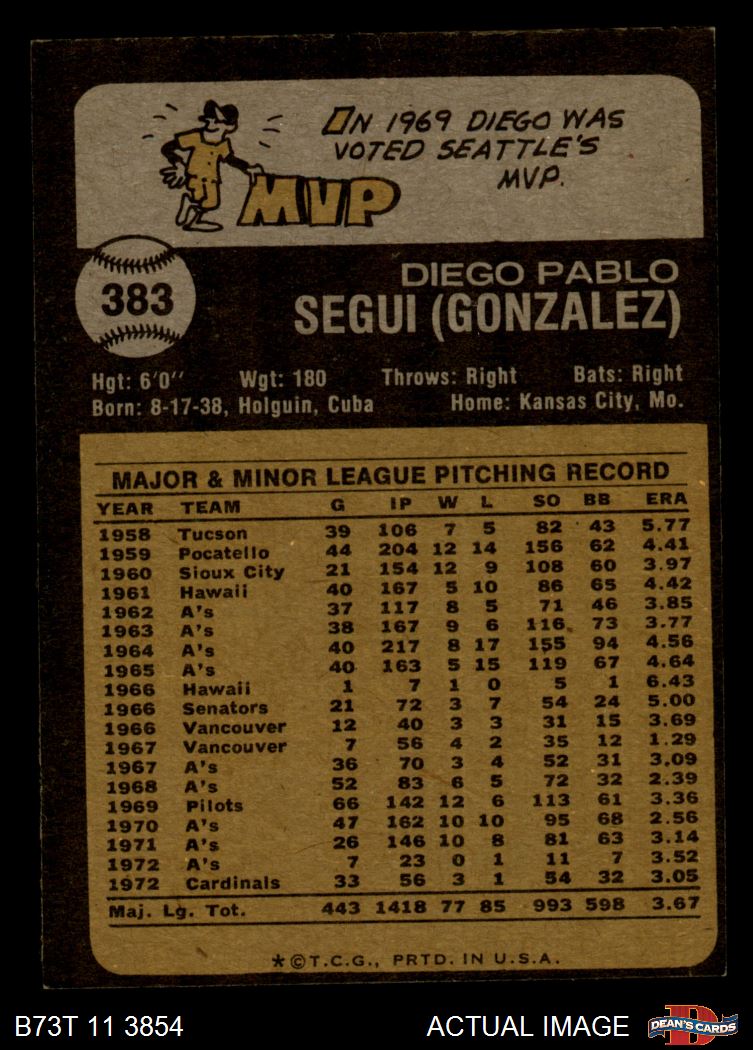 ON 1969 DIEGO WAS
VOTED SEATTLE'S
MVP.
MVP
383
DIEGO PABLO
SEGUI (GONZALEZ)
Hgt: 6'0'' Wgt: 180 Throws: Right Bats: Right
Born: 8-17-38, Holguin, Cuba Home: Kansas City, Mo.
MAJOR & MINOR LEAGUE PITCHING RECORD
YEAR TEAM G IP W L SO BB ERA
1958 Tucson 39 106 7 5 82 43 5.77
1959 Pocatello 44 204 12 14 156 62 4.41
1960 Sioux City 21 154 12 9 108 60 3.97
1961 Hawaii 40 167 5 10 86 65 4.42
1962 A's 37 117 8 5 71 46 3.85
1963 A's 38 167 9 6 116 73 3.77
1964 A's 40 217 8 17 155 94 4.56
1965 A's 40 163 5 15 119 67 4.64
1966 Hawaii 1 7 1 0 5 1 6.43
1966 Senators 21 72 3 7 54 24 5.00
1966 Vancouver 12 40 3 3 31 15 3.69
1967 Vancouver 7 56 4 2 35 12 1.29
1967 A's 36 70 3 4 52 31 3.09
1968 A's 52 83 6 5 72 32 2.39
1969 Pilots 66 142 12 6 113 61 3.36
1970 A's 47 162 10 10 95 68 2.56
1971 A's 26 146 10 8 81 63 3.14
1972 A's 7 23 0 1 11 7 3.52
1972 Cardinals 33 56 3 1 54 32 3.05
Maj. Lg. Tot. 443 1418 77 85 993 598 3.67
*©T.C.G., PRTD. IN U.S.A.
B73T 11 3854 ACTUAL IMAGE D DEAN'S CARDS